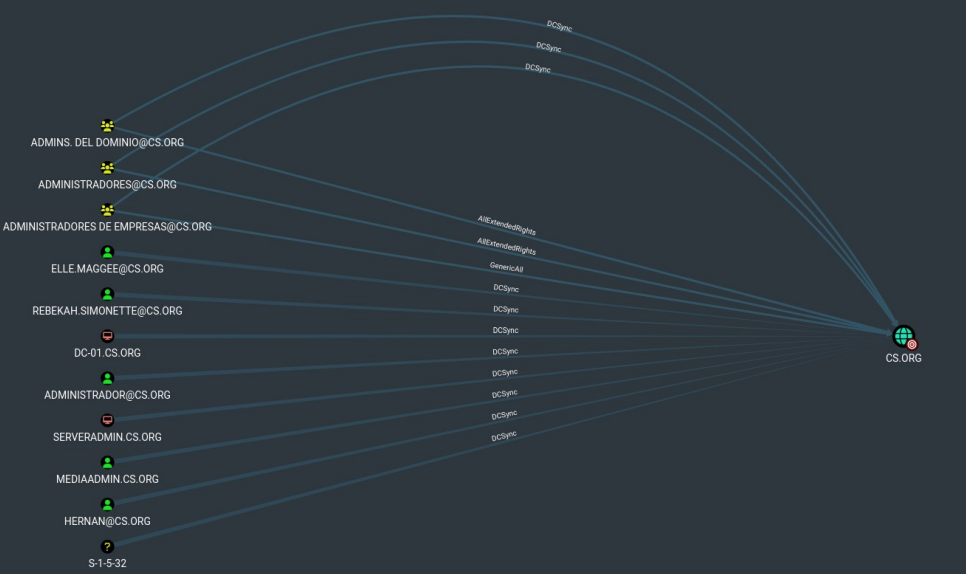 DCSync
DCSync
DCSync
ADMINS. DEL DOMINIO@CS.ORG
ADMINISTRADORES@CS.ORG
ADMINISTRADORES DE EMPRESAS@CS.ORG
AllExtendedRights
AllExtendedRights
GenericAll
ELLE.MAGGEE@CS.ORG
DCSync
REBEKAH.SIMONETTE@CS.ORG
DCSync
DCSync
DC-01.CS.ORG
DCSync
CS.ORG
DCSync
ADMINISTRADOR@CS.ORG
DCSync
DCSync
SERVERADMIN.CS.ORG
DCSync
MEDIAADMIN.CS.ORG
HERNAN@CS.ORG
?
S-1-5-32